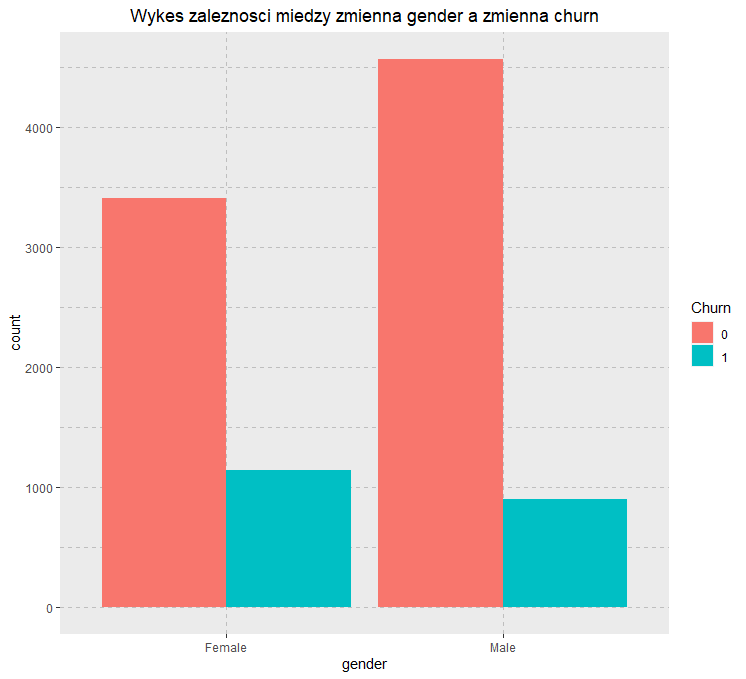 Wykes zaleznosci miedzy zmienna gender a zmienna churn
4000
3000
2000
1000
0
count
Female Male
gender
Churn
0
1